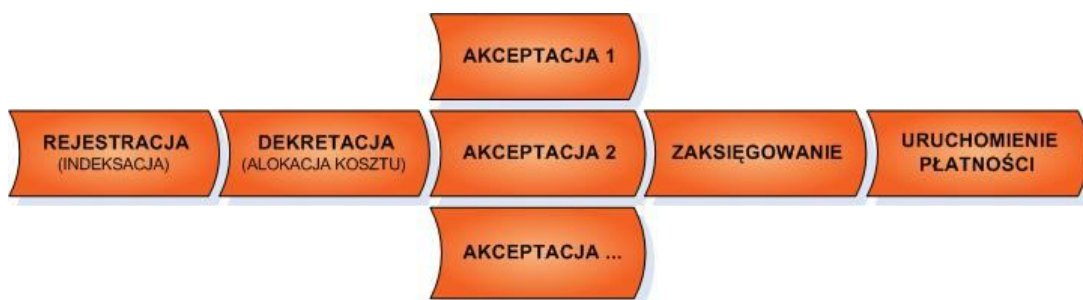 AKCEPTACJA 1
REJESTRACJA
(INDEKSACJA)
DEKRETACJA
(ALOKACJA KOSZTU)
AKCEPTACJA 2
ZAKSIĘGOWANIE
URUCHOMIENIE
PŁATNOŚCI
AKCEPTACJA ...